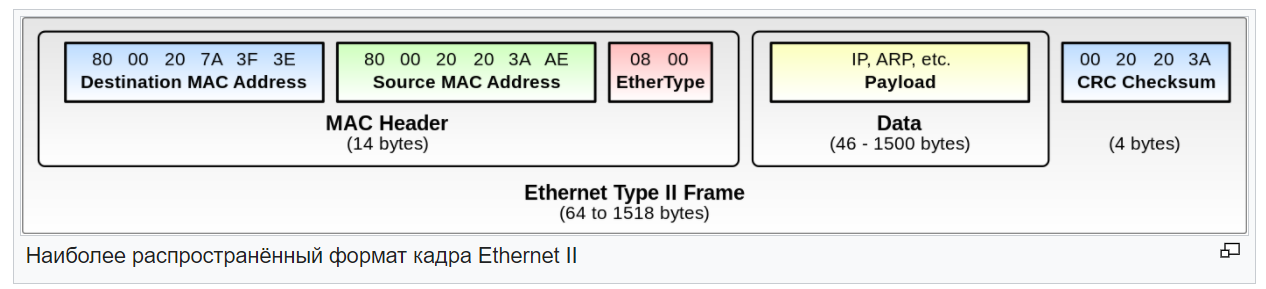 80 00 20 7A 3F 3E
Destination MAC Address
80 00 20 20 3A AE
Source MAC Address
08 00
EtherType
MAC Header
(14 bytes)
IP, ARP, etc.
Payload
Data
(46 - 1500 bytes)
00 20 20 3A
CRC Checksum
(4 bytes)
Ethernet Type II Frame
(64 to 1518 bytes)
Наиболее распространённый формат кадра Ethernet II